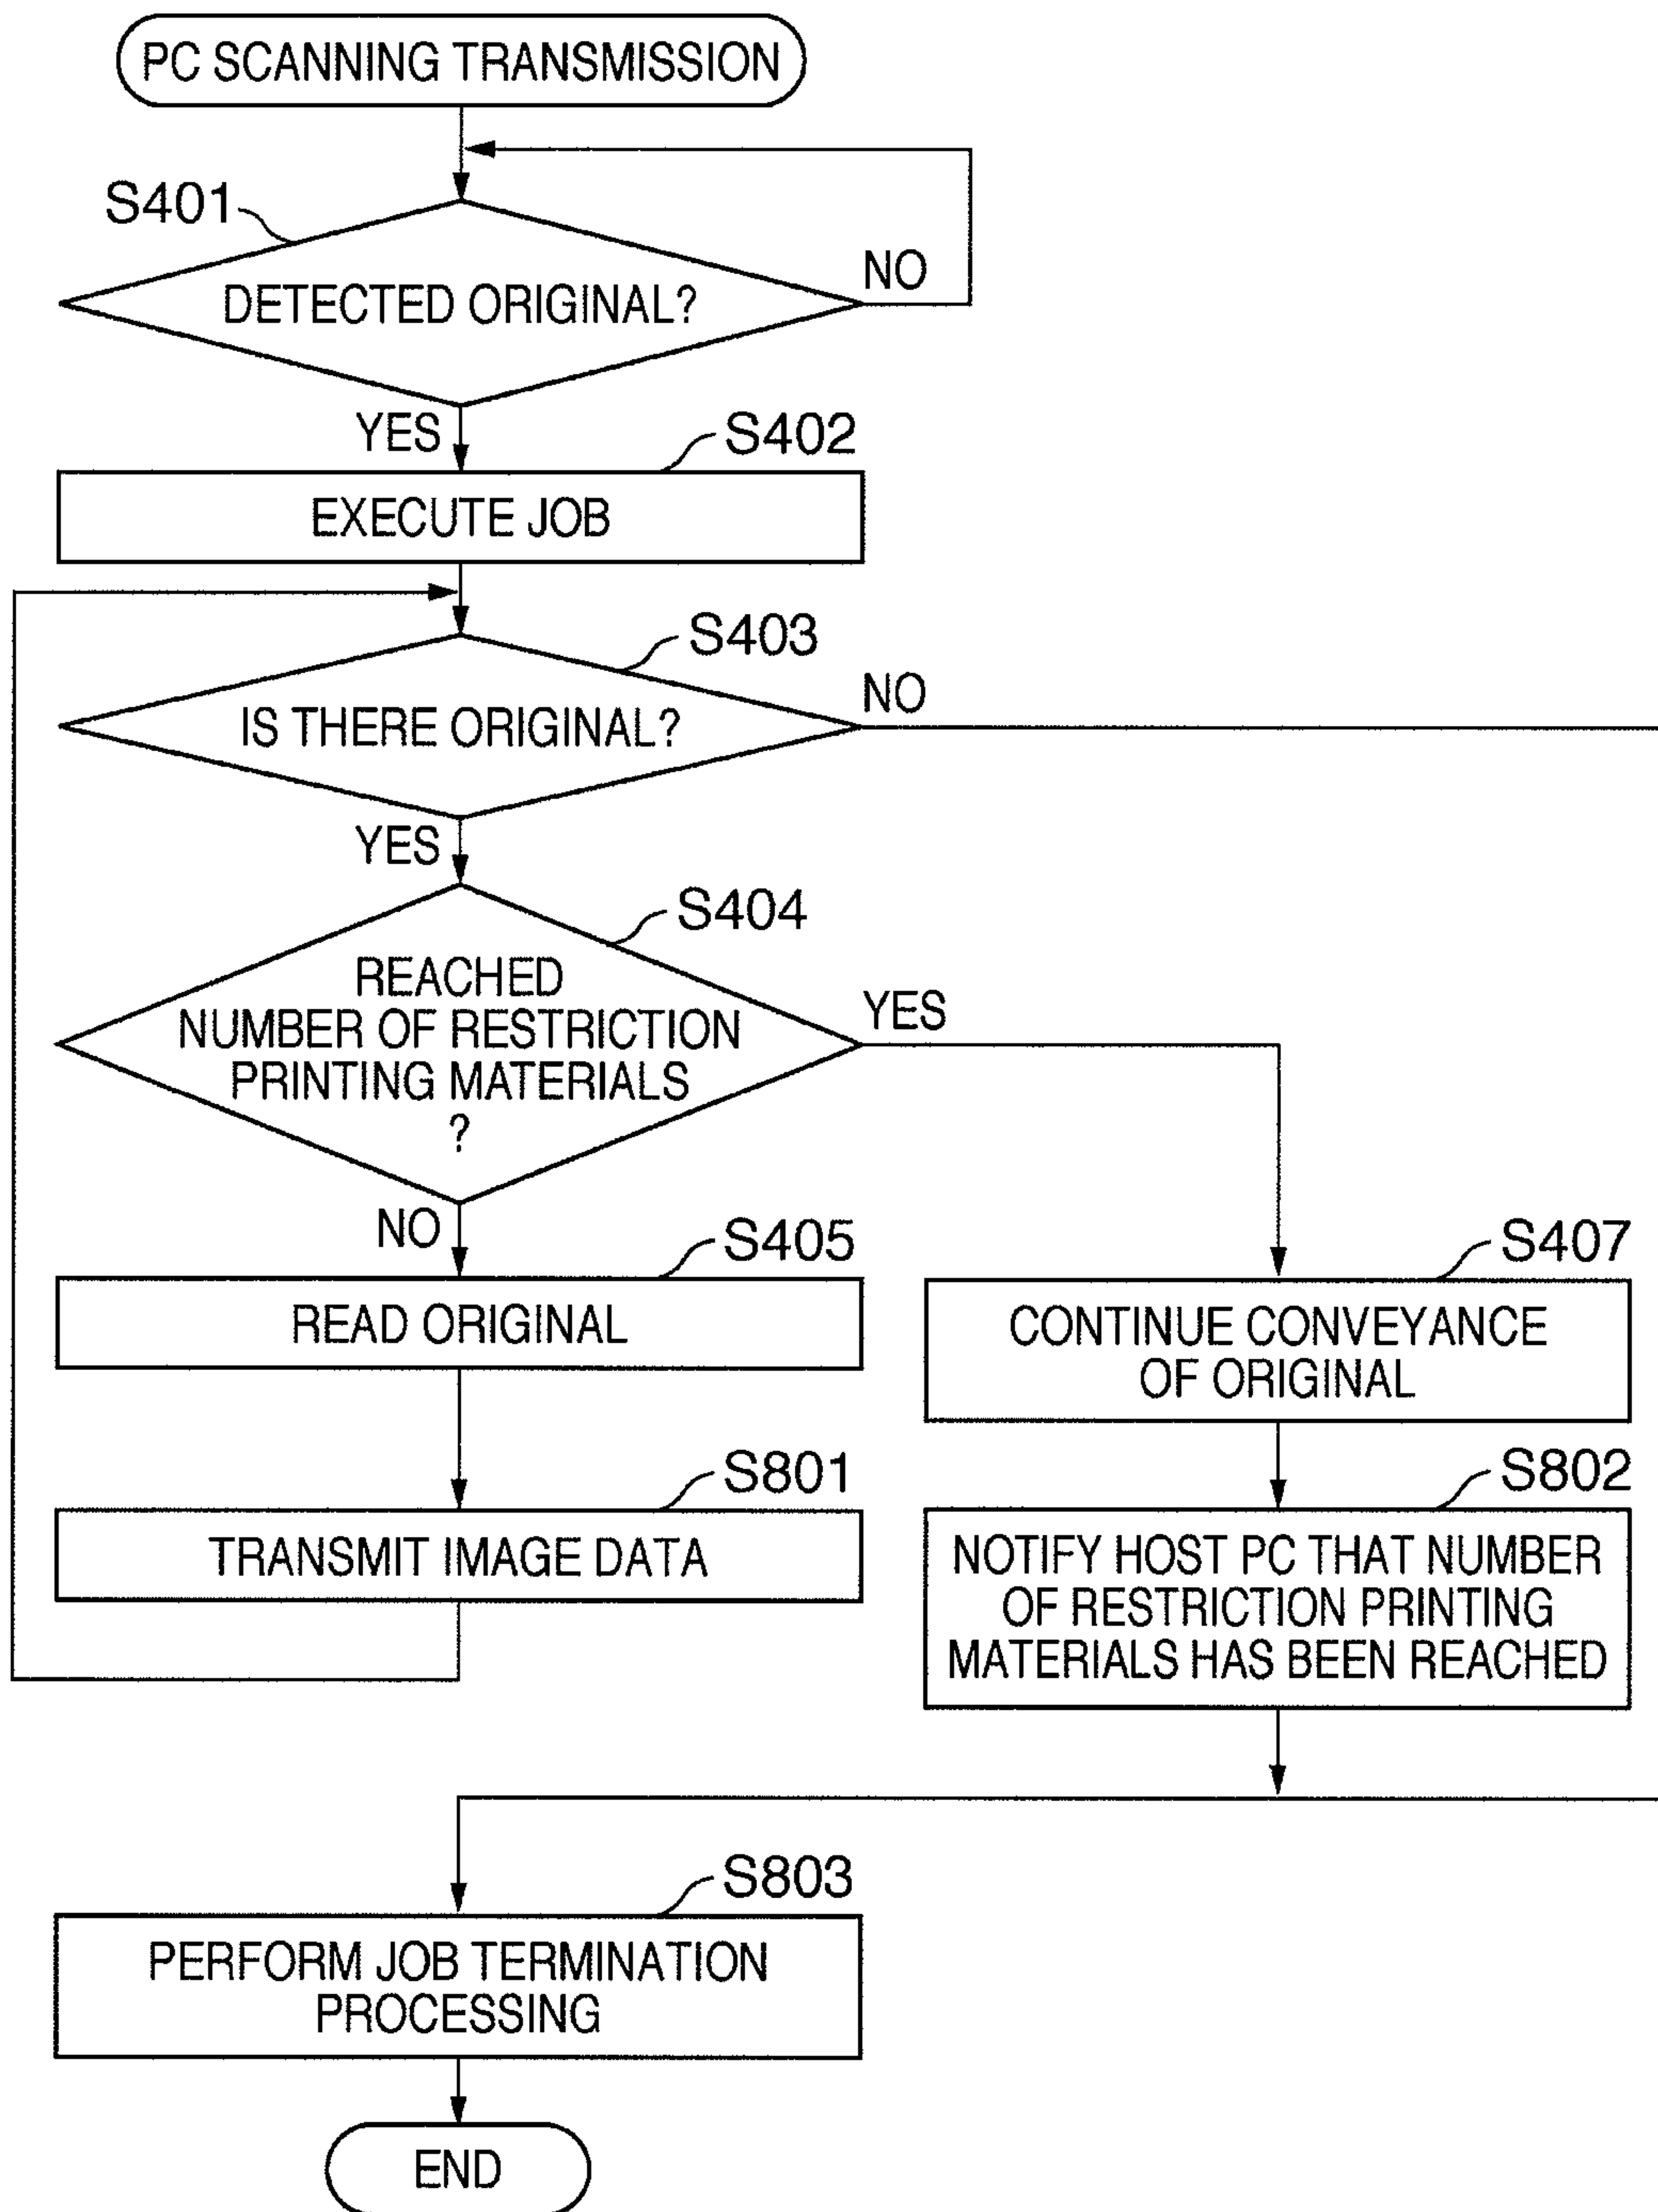 PC SCANNING TRANSMISSION
S401
DETECTED ORIGINAL?
NO
YES
S402
EXECUTE JOB
S403
IS THERE ORIGINAL?
NO
YES
S404
REACHED
NUMBER OF RESTRICTION
PRINTING MATERIALS
?
YES
NO
S405
READ ORIGINAL
S407
CONTINUE CONVEYANCE
OF ORIGINAL
S801
TRANSMIT IMAGE DATA
S802
NOTIFY HOST PC THAT NUMBER
OF RESTRICTION PRINTING
MATERIALS HAS BEEN REACHED
S803
PERFORM JOB TERMINATION
PROCESSING
END